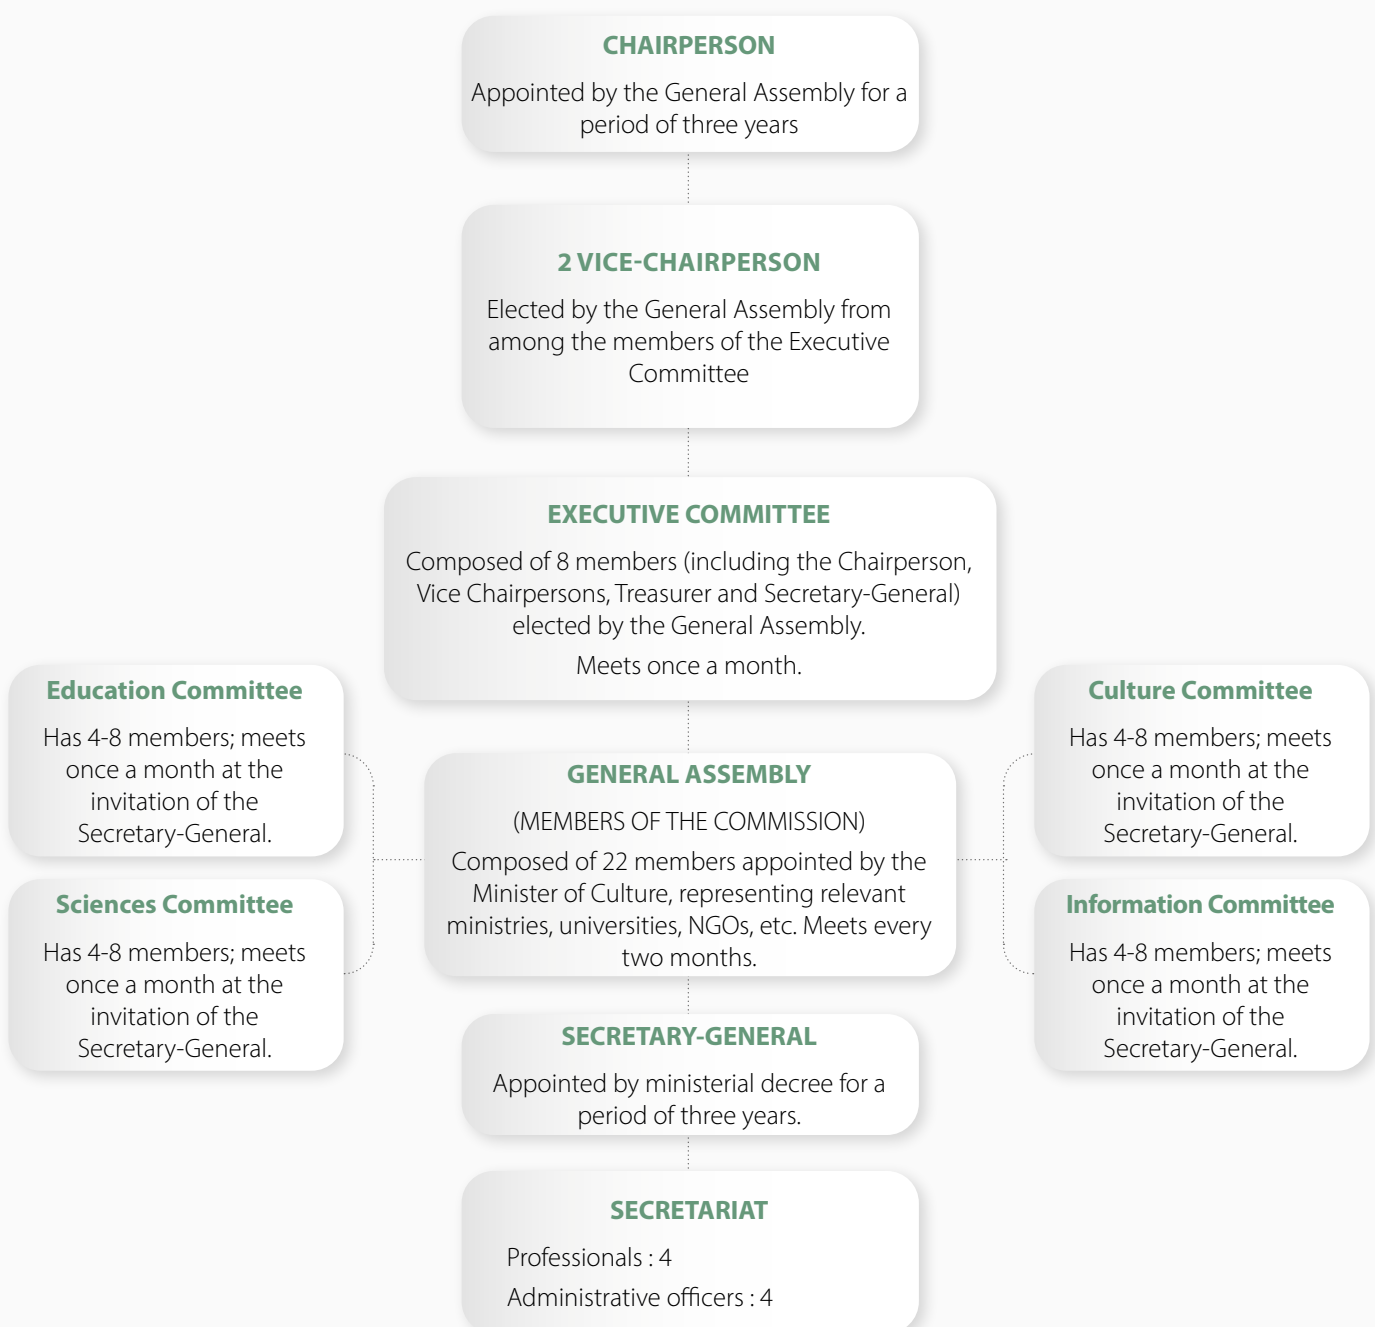 CHAIRPERSON
Appointed by the General Assembly for a
period of three years
2 VICE-CHAIRPERSON
Elected by the General Assembly from
among the members of the Executive
Committee
EXECUTIVE COMMITTEE
Composed of 8 members (including the Chairperson,
Vice Chairpersons, Treasurer and Secretary-General)
elected by the General Assembly.
Meets once a month.
Education Committee
Has 4-8 members; meets
once a month at the
invitation of the
Secretary-General.
Sciences Committee
Has 4-8 members; meets
once a month at the
invitation of the
Secretary-General.
GENERAL ASSEMBLY
(MEMBERS OF THE COMMISSION)
Composed of 22 members appointed by the
Minister of Culture, representing relevant
ministries, universities, NGOs, etc. Meets every
two months.
Culture Committee
Has 4-8 members; meets
once a month at the
invitation of the
Secretary-General.
Information Committee
Has 4-8 members; meets
once a month at the
invitation of the
Secretary-General.
SECRETARY-GENERAL
Appointed by ministerial decree for a
period of three years.
SECRETARIAT
Professionals : 4
Administrative officers : 4